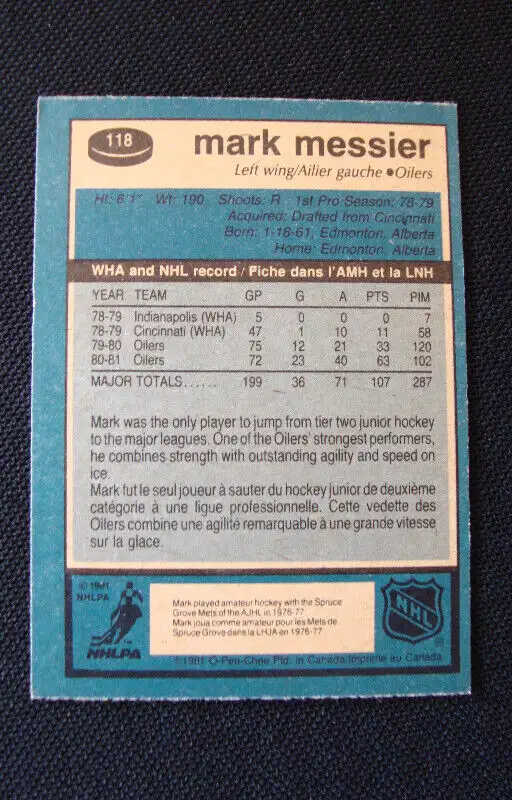 118
mark messier
Left wing/Ailier gauche ●Oilers
Ht: 6'1" Wt: 190 Shoots: R 1st Pro Season: 78-79
Acquired: Drafted from Cincinnati
Born: 1-18-61, Edmonton, Alberta
Home: Edmonton, Alberta
WHA and NHL record / Fiche dans l'AMH et la LNH
YEAR TEAM GP G A PTS PIM
78-79 Indianapolis (WHA) 5 0 0 0 7
78-79 Cincinnati (WHA) 47 1 10 11 58
79-80 Oilers 75 12 21 33 120
80-81 Oilers 72 23 40 63 102
MAJOR TOTALS...... 199 36 71 107 287
Mark was the only player to jump from tier two junior hockey
to the major leagues. One of the Oilers' strongest performers,
he combines strength with outstanding agility and speed on
ice.
Mark fut le seul joueur à sauter du hockey junior de deuxième
catégorie à une ligue professionelle. Cette vedette des
Oilers combine une agilité remarquable à une grande vitesse
sur la glace.
© 1981
NHLPA
NHLPA
Mark played amateur hockey with the Spruce
Grove Mets of the AJHL in 1976-77
Mark joua comme amateur pour les Mets de
Spruce Grove dans la LHJA en 1976-77
NHL
®
©1981 O-Pee-Chee Ptd. in Canada/Imprimé au Canada